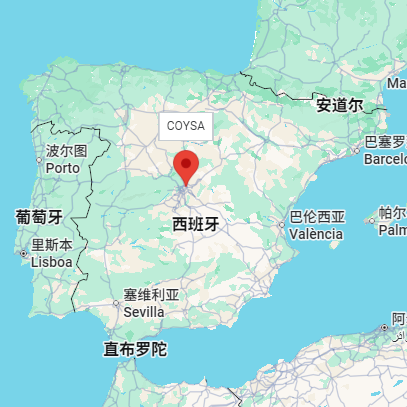 安道尔
Ma
COYSA
波尔图
Porto
巴塞罗
Barcelo
葡萄牙
西班牙
巴伦西亚
València
帕尔
Palm
里斯本
Lisboa
塞维利亚
Sevilla
直布罗陀
阿